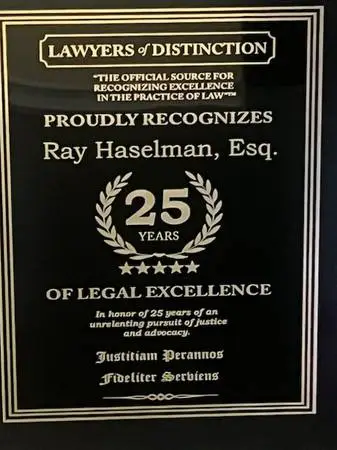 LAWYERS of DISTINCTION
"THE OFFICIAL SOURCE FOR
RECOGNIZING EXCELLENCE
IN THE PRACTICE OF LAW"™
PROUDLY RECOGNIZES
Ray Haselman, Esq.
25
YEARS
OF LEGAL EXCELLENCE
In honor of 25 years of an
unrelenting pursuit of justice
and advocacy.
Justitiam Perannos
Fideliter Serviens